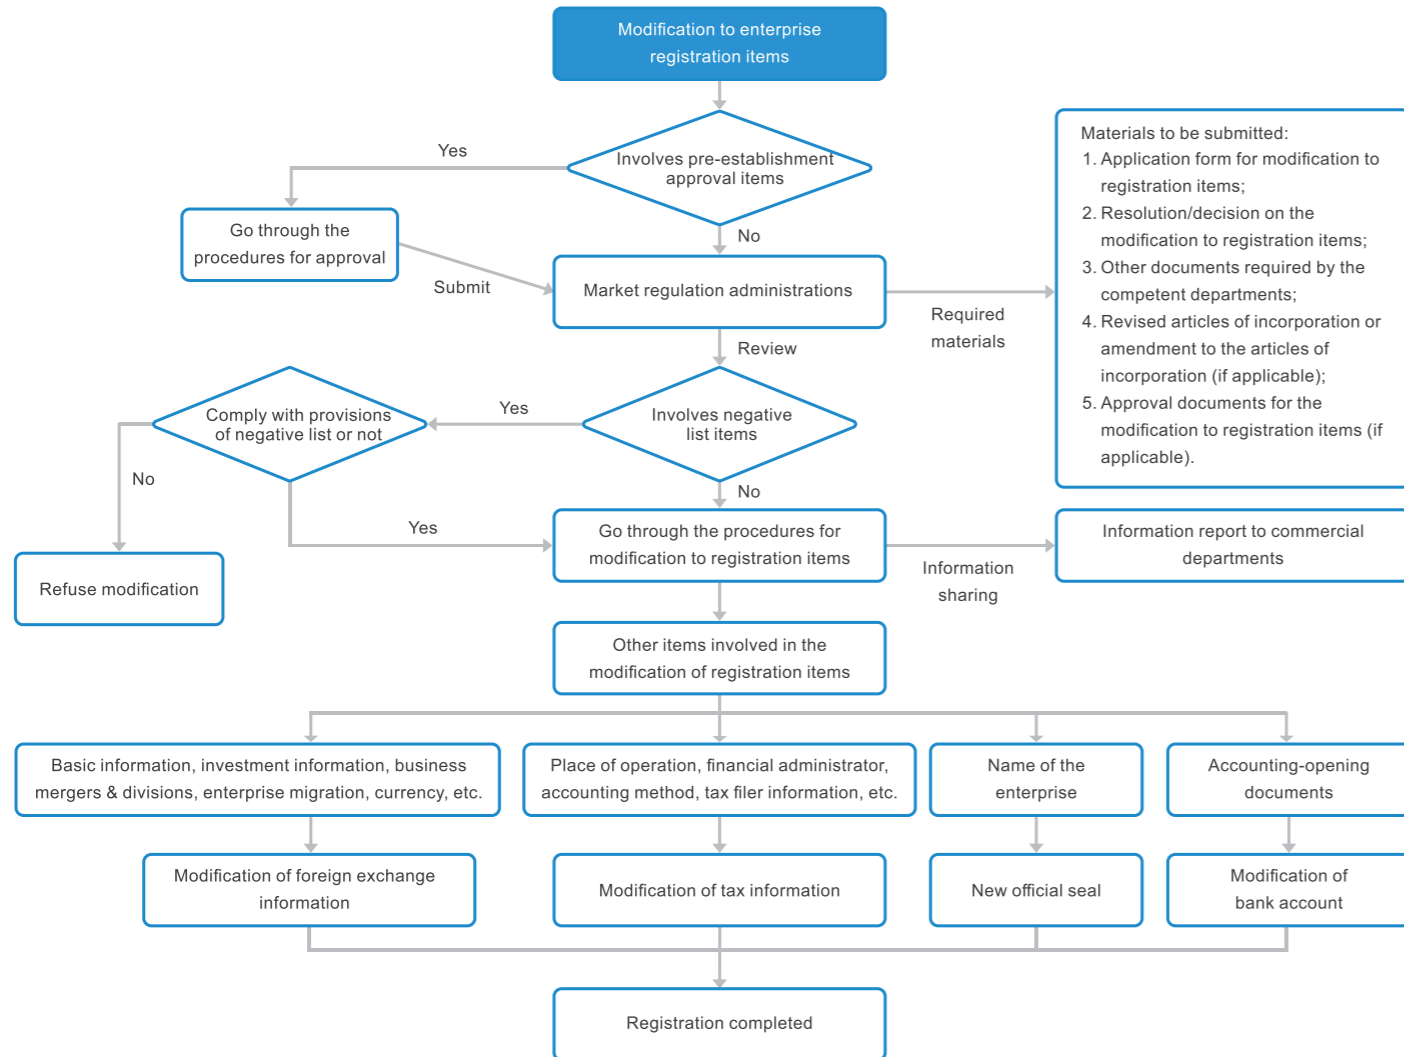 Modification to enterprise
registration items
Involves pre-establishment
approval items
Yes
No
Go through the
procedures for approval
Submit
Market regulation administrations
Required
materials
Materials to be submitted:
1. Application form for modification to
registration items;
2. Resolution/decision on the
modification to registration items;
3. Other documents required by the
competent departments;
4. Revised articles of incorporation or
amendment to the articles of
incorporation (if applicable);
5. Approval documents for the
modification to registration items (if
applicable).
Review
Involves negative
list items
Yes
Comply with provisions
of negative list or not
No
No
Yes
Refuse modification
Go through the procedures for
modification to registration items
Information
sharing
Information report to commercial
departments
Other items involved in the
modification of registration items
Basic information, investment information, business
mergers & divisions, enterprise migration, currency, etc.
Place of operation, financial administrator,
accounting method, tax filer information, etc.
Name of the
enterprise
Accounting-opening
documents
Modification of foreign exchange
information
Modification of tax information
New official seal
Modification of
bank account
Registration completed